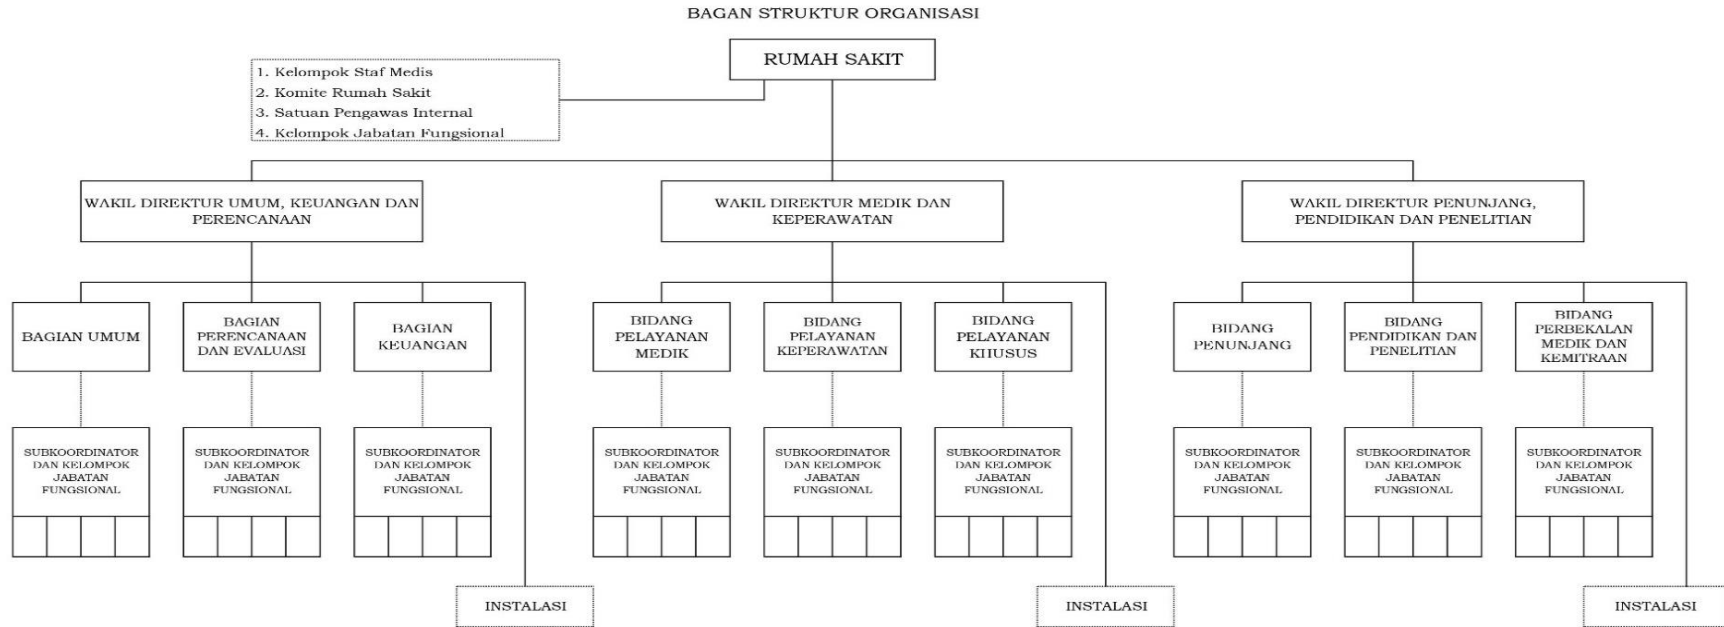 BAGAN STRUKTUR ORGANISASI
RUMAH SAKIT
1. Kelompok Staf Medis
2. Komite Rumah Sakit
3. Satuan Pengawas Internal
4. Kelompok Jabatan Fungsional
WAKIL DIREKTUR UMUM, KEUANGAN DAN
PERENCANAAN
WAKIL DIREKTUR MEDIK DAN
KEPERAWATAN
WAKIL DIREKTUR PENUNJANG,
PENDIDIKAN DAN PENELITIAN
BAGIAN UMUM
BAGIAN
PERENCANAAN
DAN EVALUASI
BAGIAN
KEUANGAN
BIDANG
PELAYANAN
MEDIK
BIDANG
PELAYANAN
KEPERAWATAN
BIDANG
PELAYANAN
KHUSUS
BIDANG
PENUNJANG
BIDANG
PENDIDIKAN DAN
PENELITIAN
BIDANG
PERBEKALAN
MEDIK DAN
KEMITRAAN
SUBKOORDINATOR
DAN KELOMPOK
JABATAN
FUNGSIONAL
SUBKOORDINATOR
DAN KELOMPOK
JABATAN
FUNGSIONAL
SUBKOORDINATOR
DAN KELOMPOK
JABATAN
FUNGSIONAL
SUBKOORDINATOR
DAN KELOMPOK
JABATAN
FUNGSIONAL
SUBKOORDINATOR
DAN KELOMPOK
JABATAN
FUNGSIONAL
SUBKOORDINATOR
DAN KELOMPOK
JABATAN
FUNGSIONAL
SUBKOORDINATOR
DAN KELOMPOK
JABATAN
FUNGSIONAL
SUBKOORDINATOR
DAN KELOMPOK
JABATAN
FUNGSIONAL
SUBKOORDINATOR
DAN KELOMPOK
JABATAN
FUNGSIONAL
INSTALASI
INSTALASI
INSTALASI